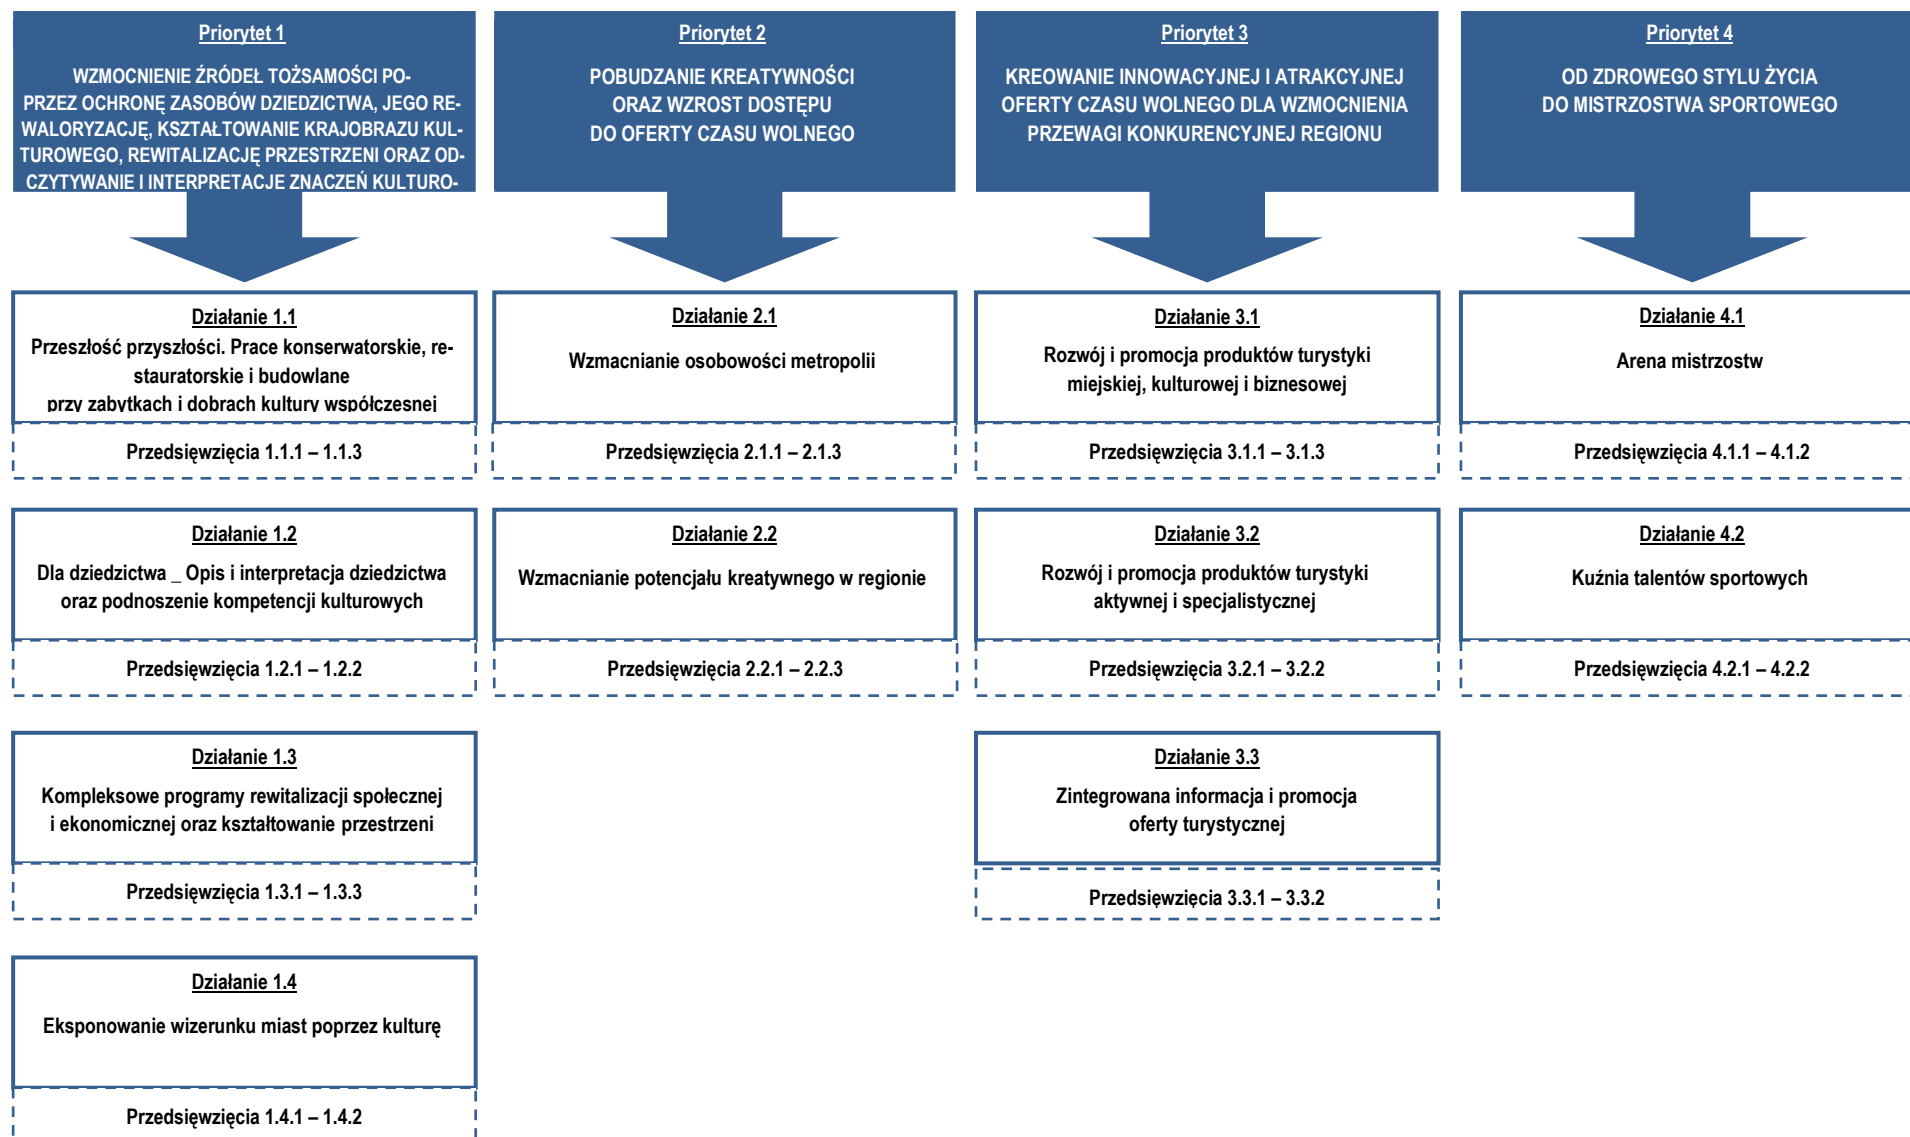 Priorytet 1
WZMOCNIENIE ŹRÓDEŁ TOŻSAMOŚCI PO-
PRZEZ OCHRONĘ ZASOBÓW DZIEDZICTWA, JEGO RE-
WALORYZACJĘ, KSZTAŁTOWANIE KRAJOBRAZU KUL-
TUROWEGO, REWITALIZACJĘ PRZESTRZENI ORAZ OD-
CZYTYWANIE I INTERPRETACJE ZNACZEŃ KULTURO-
Działanie 1.1
Przeszłość przyszłości. Prace konserwatorskie, re-
stauratorskie i budowlane
przy zabytkach i dobrach kultury współczesnej
Przedsięwzięcia 1.1.1 – 1.1.3
Działanie 1.2
Dla dziedzictwa _ Opis i interpretacja dziedzictwa
oraz podnoszenie kompetencji kulturowych
Przedsięwzięcia 1.2.1 – 1.2.2
Działanie 1.3
Kompleksowe programy rewitalizacji społecznej
i ekonomicznej oraz kształtowanie przestrzeni
Przedsięwzięcia 1.3.1 – 1.3.3
Działanie 1.4
Eksponowanie wizerunku miast poprzez kulturę
Przedsięwzięcia 1.4.1 – 1.4.2
Priorytet 2
POBUDZANIE KREATYWNOŚCI
ORAZ WZROST DOSTĘPU
DO OFERTY CZASU WOLNEGO
Działanie 2.1
Wzmacnianie osobowości metropolii
Przedsięwzięcia 2.1.1 – 2.1.3
Działanie 2.2
Wzmacnianie potencjału kreatywnego w regionie
Przedsięwzięcia 2.2.1 – 2.2.3
Priorytet 3
KREOWANIE INNOWACYJNEJ I ATRAKCYJNEJ
OFERTY CZASU WOLNEGO DLA WZMOCNIENIA
PRZEWAGI KONKURENCYJNEJ REGIONU
Działanie 3.1
Rozwój i promocja produktów turystyki
miejskiej, kulturowej i biznesowej
Przedsięwzięcia 3.1.1 – 3.1.3
Działanie 3.2
Rozwój i promocja produktów turystyki
aktywnej i specjalistycznej
Przedsięwzięcia 3.2.1 – 3.2.2
Działanie 3.3
Zintegrowana informacja i promocja
oferty turystycznej
Przedsięwzięcia 3.3.1 – 3.3.2
Priorytet 4
OD ZDROWEGO STYLU ŻYCIA
DO MISTRZOSTWA SPORTOWEGO
Działanie 4.1
Arena mistrzostw
Przedsięwzięcia 4.1.1 – 4.1.2
Działanie 4.2
Kuźnia talentów sportowych
Przedsięwzięcia 4.2.1 – 4.2.2